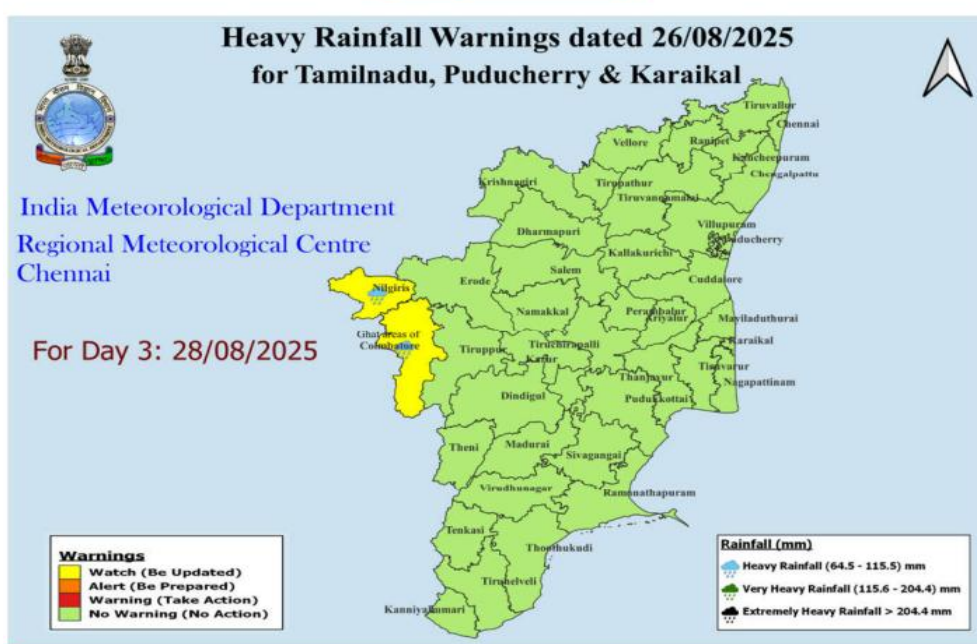 Heavy Rainfall Warnings dated 26/08/2025
for Tamilnadu, Puducherry & Karaikal
India Meteorological Department
Regional Meteorological Centre
Chennai
For Day 3: 28/08/2025
Tiruvallur
Chennai
Vellore
Ranipet
Kancheepuram
Chengalpattu
Krishnagiri
Tirupathur
Tiruvannamalai
Villupuram
Puducherry
Dharmapuri
Kallakurichi
Salem
Cuddalore
Nilgiris
Erode
Namakkal
Perambalur
Ariyalur
Mayiladuthurai
Ghat areas of
Coimbatore
Tiruppur
Tiruchirapalli
Karur
Karaikal
Tiruvarur
Nagapattinam
Thanjavur
Dindigul
Pudukkottai
Theni
Madurai
Sivagangai
Virudhunagar
Ramanathapuram
Tenkasi
Thoothukudi
Tirunelveli
Kanniyakumari
Warnings
Watch (Be Updated)
Alert (Be Prepared)
Warning (Take Action)
No Warning (No Action)
Rainfall (mm)
Heavy Rainfall (64.5 - 115.5) mm
Very Heavy Rainfall (115.6 - 204.4) mm
Extremely Heavy Rainfall > 204.4 mm